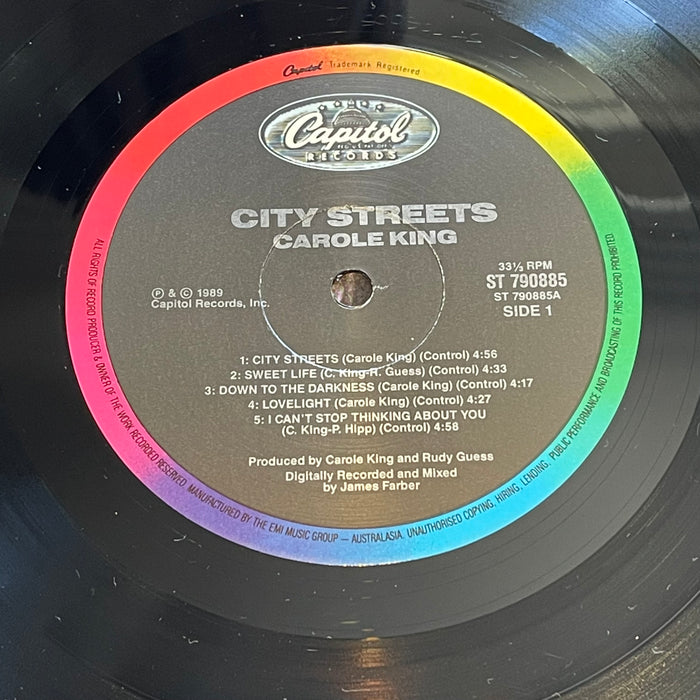 Capitol Trademark Registered
Capitol
RECORDS
CITY STREETS
CAROLE KING
33⅓ RPM
ST 790885
ST 790885A
SIDE 1
Ⓟ & © 1989
Capitol Records, Inc.
1: CITY STREETS (Carole King) (Control) 4:56
2: SWEET LIFE (C. King-R. Guess) (Control) 4:33
3: DOWN TO THE DARKNESS (Carole King) (Control) 4:17
4: LOVELIGHT (Carole King) (Control) 4:27
5: I CAN'T STOP THINKING ABOUT YOU
(C. King-P. Hipp) (Control) 4:58
Produced by Carole King and Rudy Guess
Digitally Recorded and Mixed
by James Farber
ALL RIGHTS OF RECORD PRODUCER & OWNER OF THE WORK RECORDED RESERVED. MANUFACTURED BY THE EMI MUSIC GROUP — AUSTRALASIA. UNAUTHORISED COPYING, HIRING, LENDING, PUBLIC PERFORMANCE AND BROADCASTING OF THIS RECORD PROHIBITED